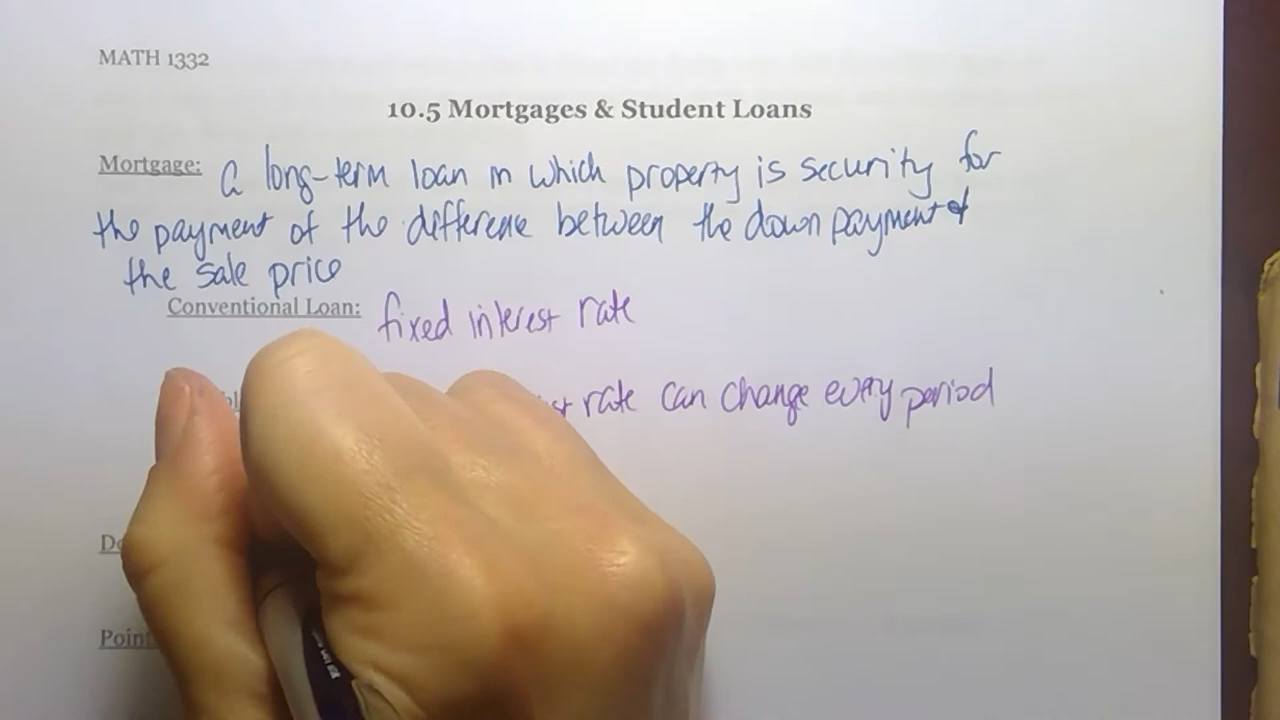 MATH 1332
10.5 Mortgages & Student Loans
Mortgage: a long-term loan in which property is security for
the payment of the difference between the down payment &
the sale price
Conventional Loan: fixed interest rate
rate can change every period